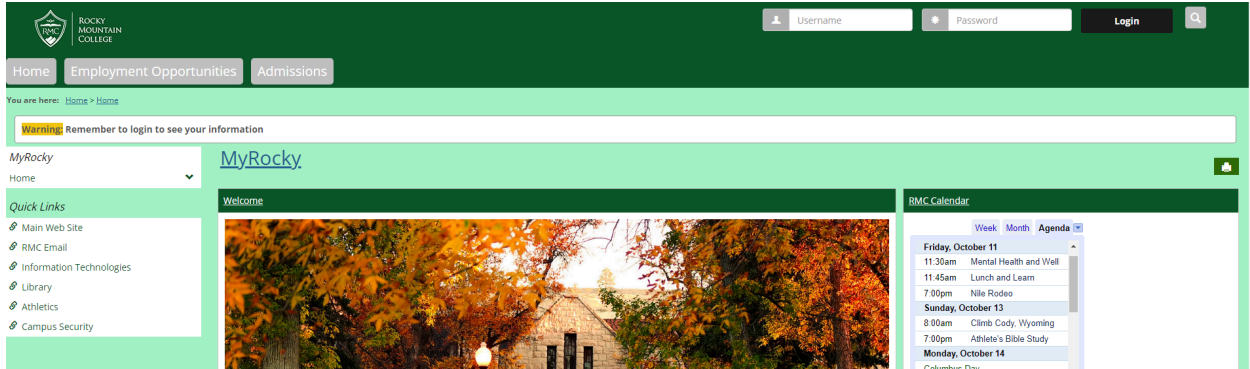 RMC
Rocky
Mountain
College
Username
Password
Login
Home
Employment Opportunities
Admissions
You are here: Home > Home
Warning: Remember to login to see your information
MyRocky
Home
Quick Links
Main Web Site
RMC Email
Information Technologies
Library
Athletics
Campus Security
MyRocky
Welcome
RMC Calendar
Week Month Agenda
Friday, October 11
11:30am Mental Health and Well
11:45am Lunch and Learn
7:00pm Nile Rodeo
Sunday, October 13
8:00am Climb Cody, Wyoming
7:00pm Athlete's Bible Study
Monday, October 14
Columbus Day